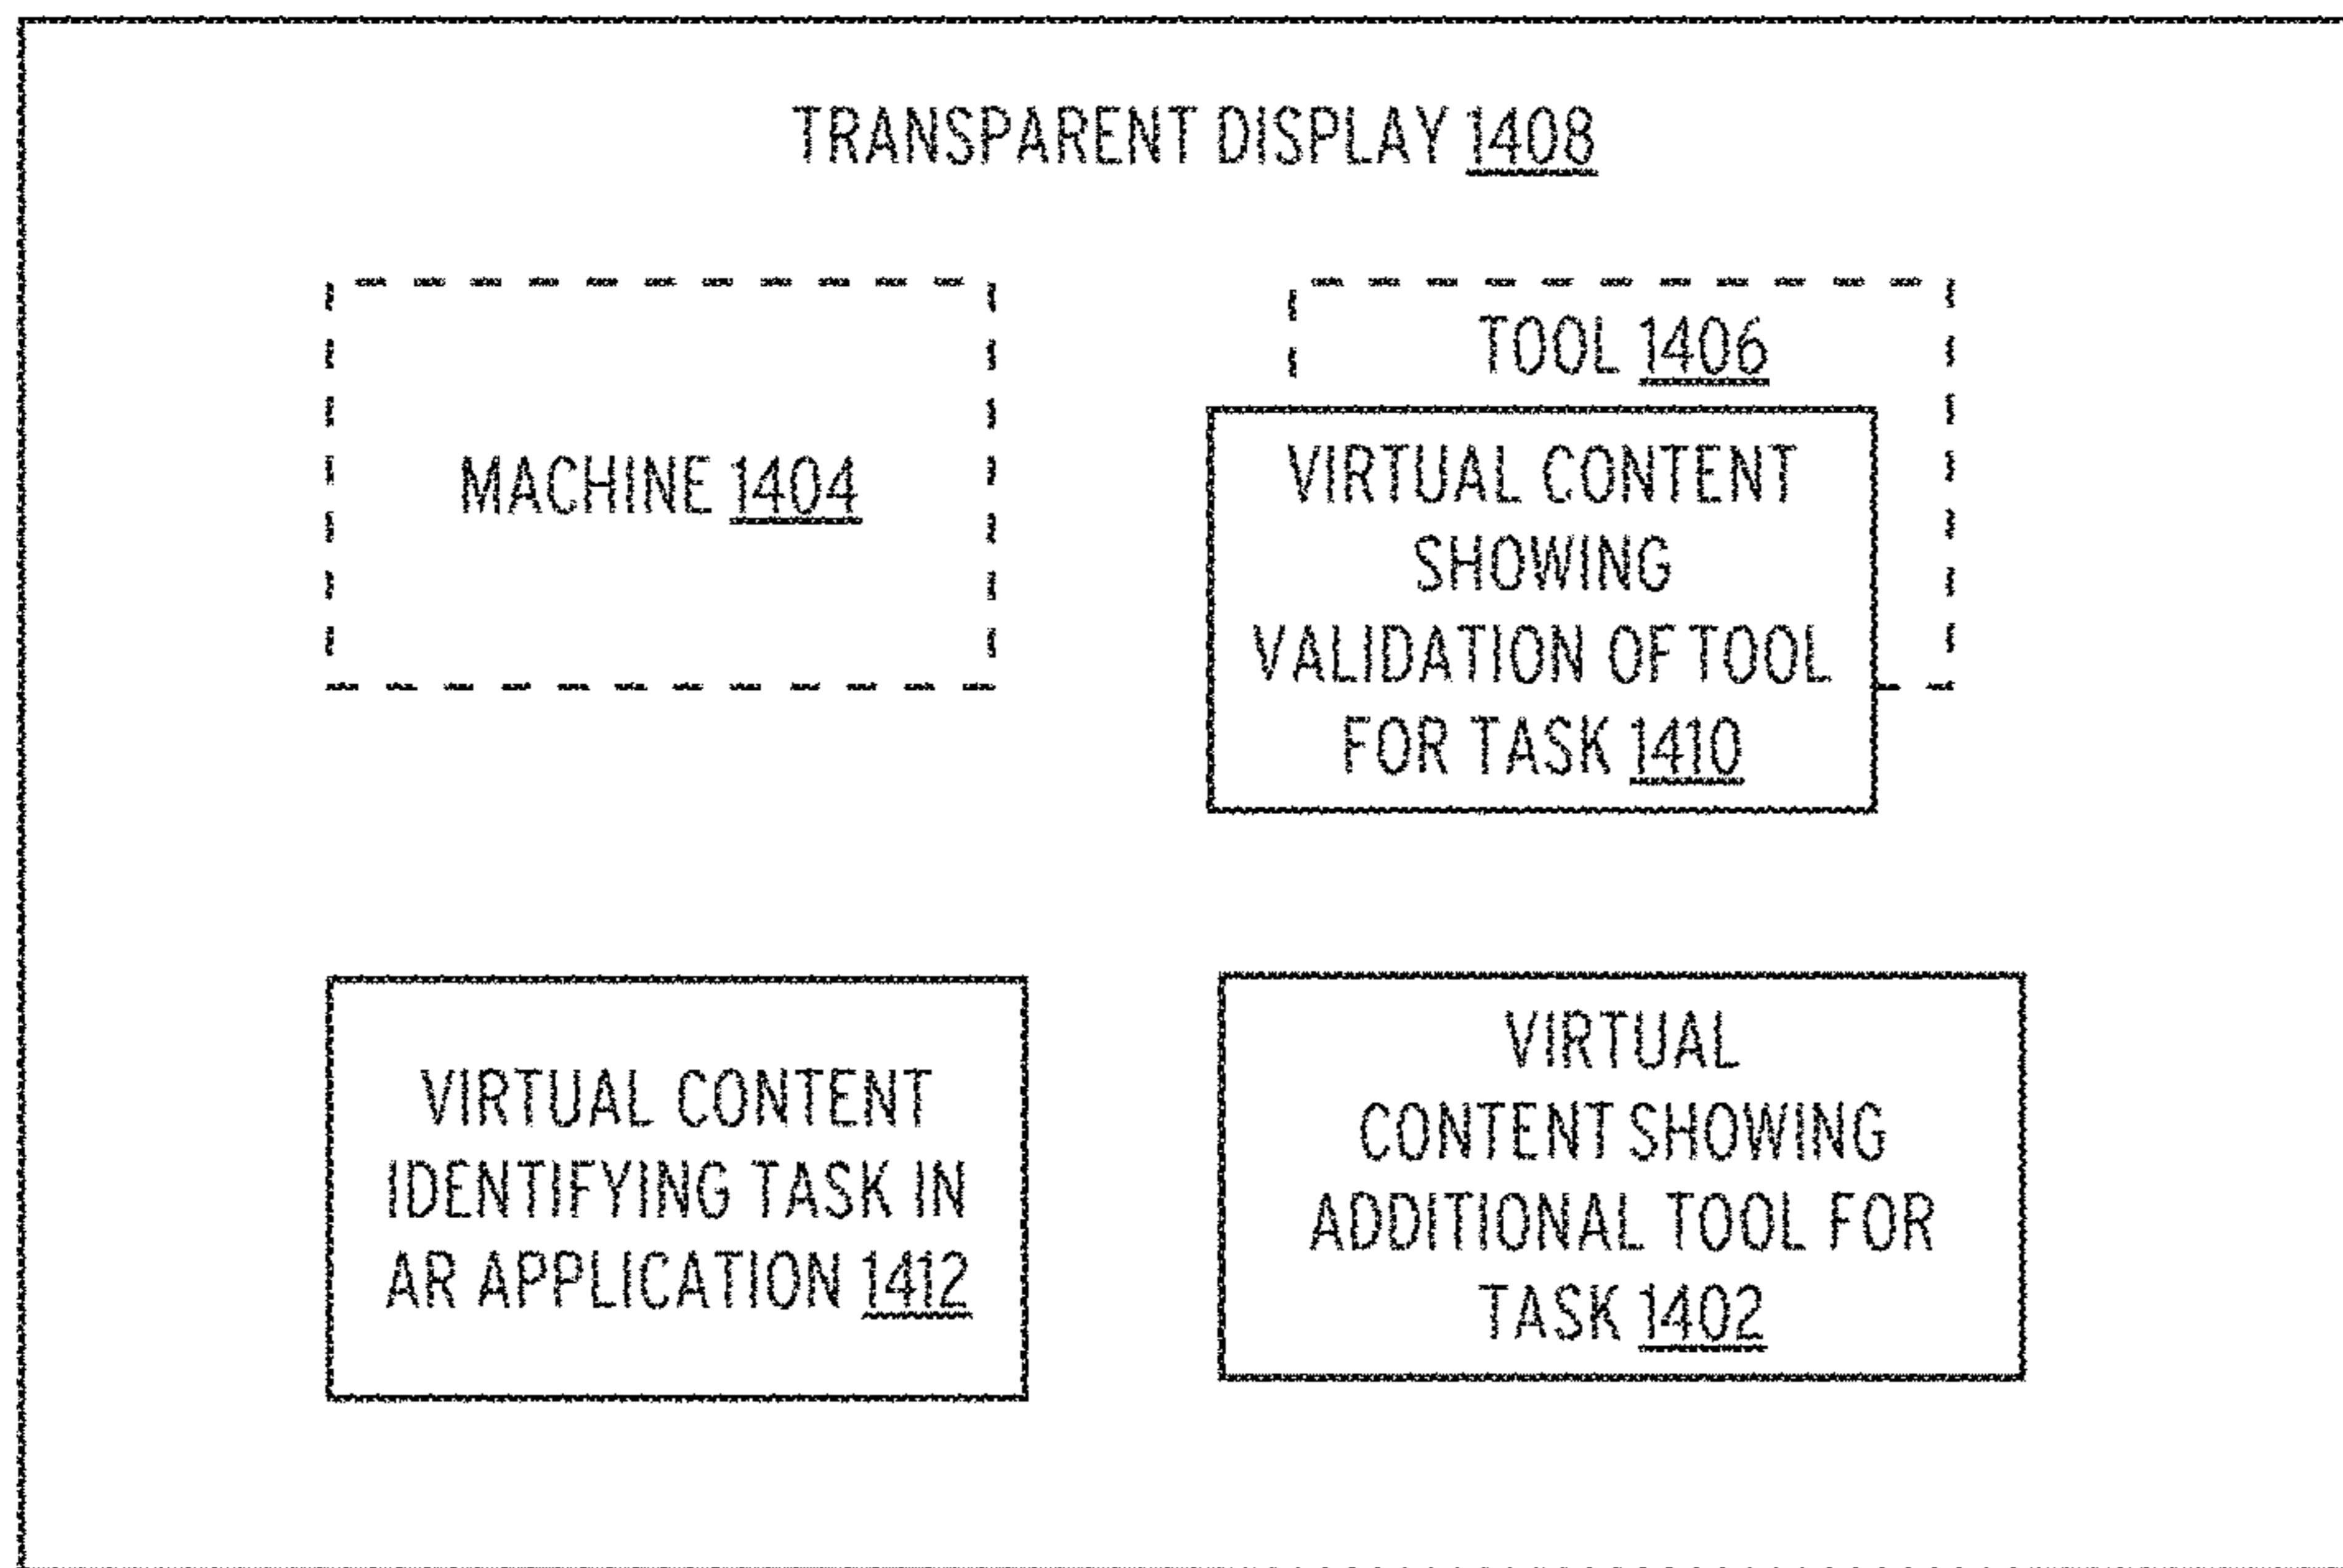 TRANSPARENT DISPLAY 1408
MACHINE 1404
TOOL 1406
VIRTUAL CONTENT
SHOWING
VALIDATION OF TOOL
FOR TASK 1410
VIRTUAL CONTENT
IDENTIFYING TASK IN
AR APPLICATION 1412
VIRTUAL
CONTENT SHOWING
ADDITIONAL TOOL FOR
TASK 1402